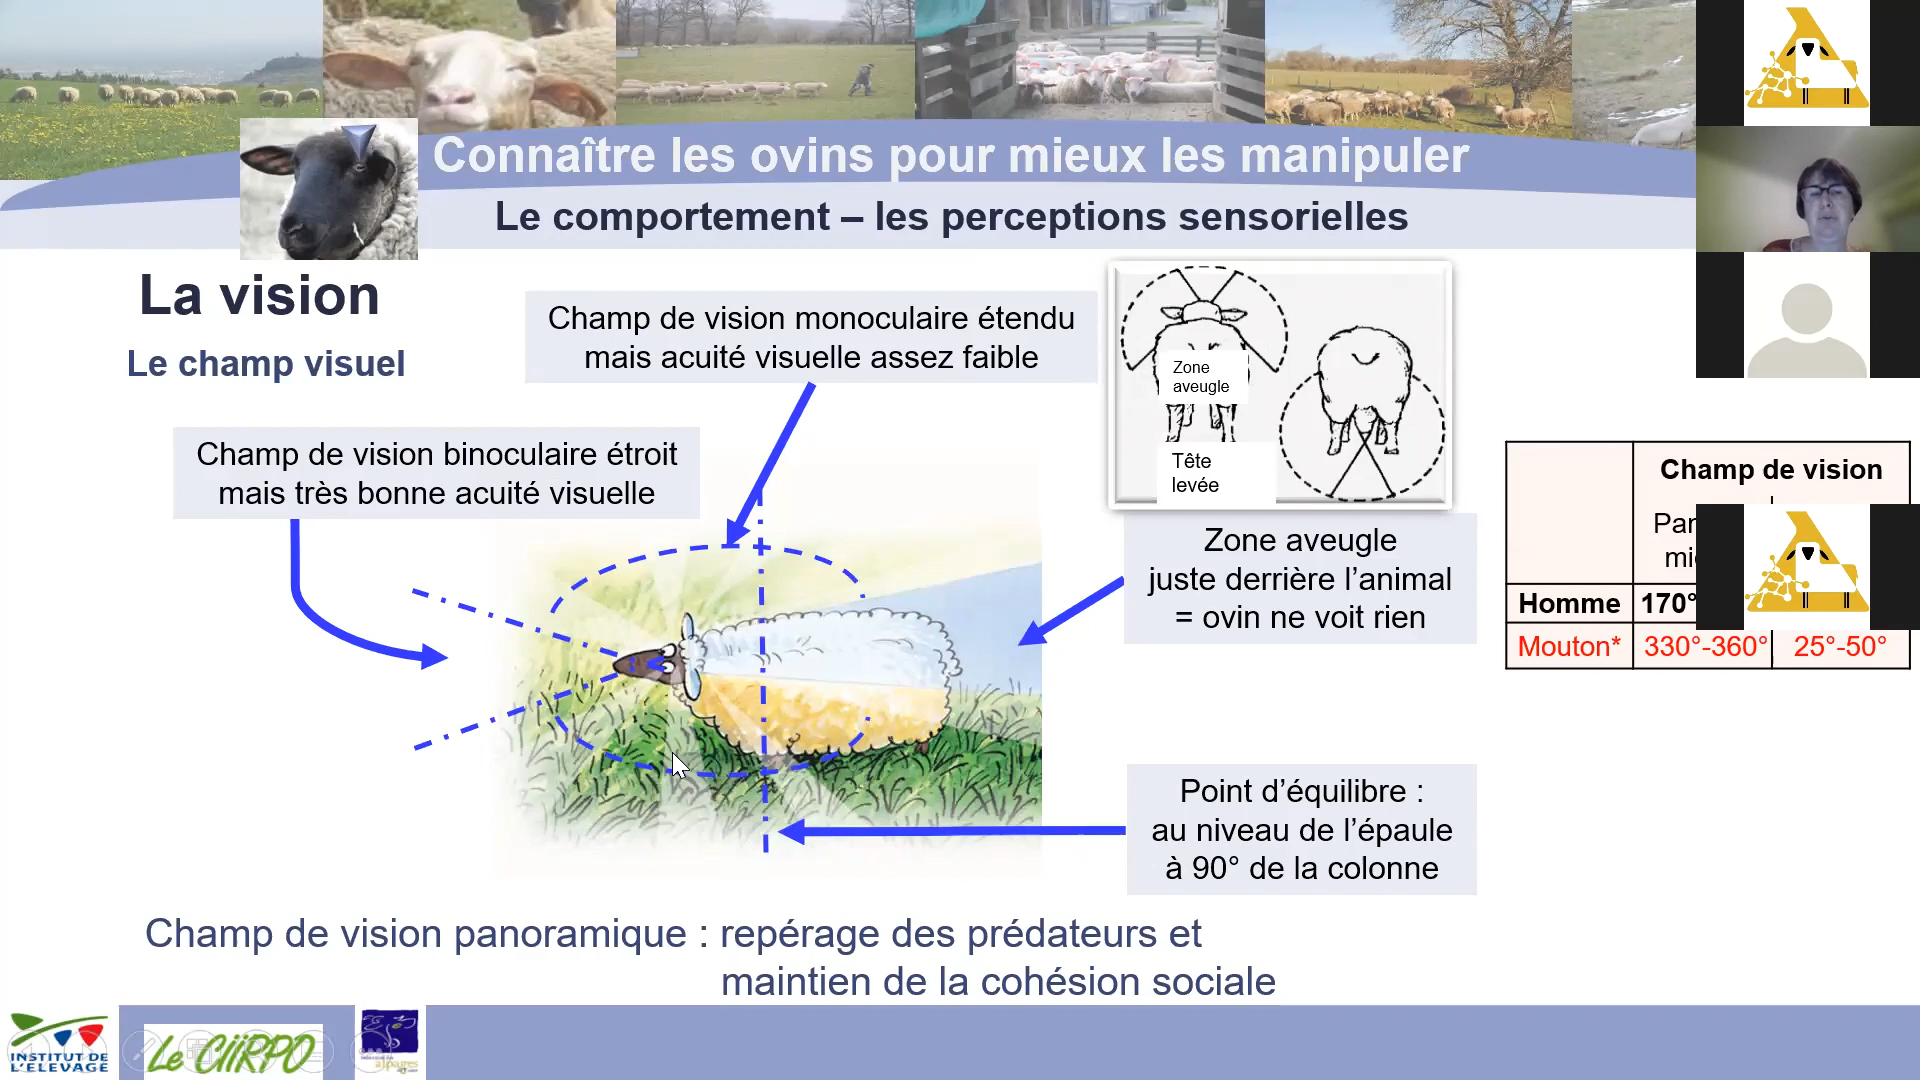 Connaître les ovins pour mieux les manipuler
Le comportement – les perceptions sensorielles
La vision
Le champ visuel
Champ de vision monoculaire étendu
mais acuité visuelle assez faible
Champ de vision binoculaire étroit
mais très bonne acuité visuelle
Zone
aveugle
Tête
levée
Zone aveugle
juste derrière l’animal
= ovin ne voit rien
Champ de vision
Homme 170°
Mouton* 330°-360° 25°-50°
Point d’équilibre :
au niveau de l’épaule
à 90° de la colonne
Champ de vision panoramique : repérage des prédateurs et
maintien de la cohésion sociale
INSTITUT DE
L'ELEVAGE
Le CIIRPO